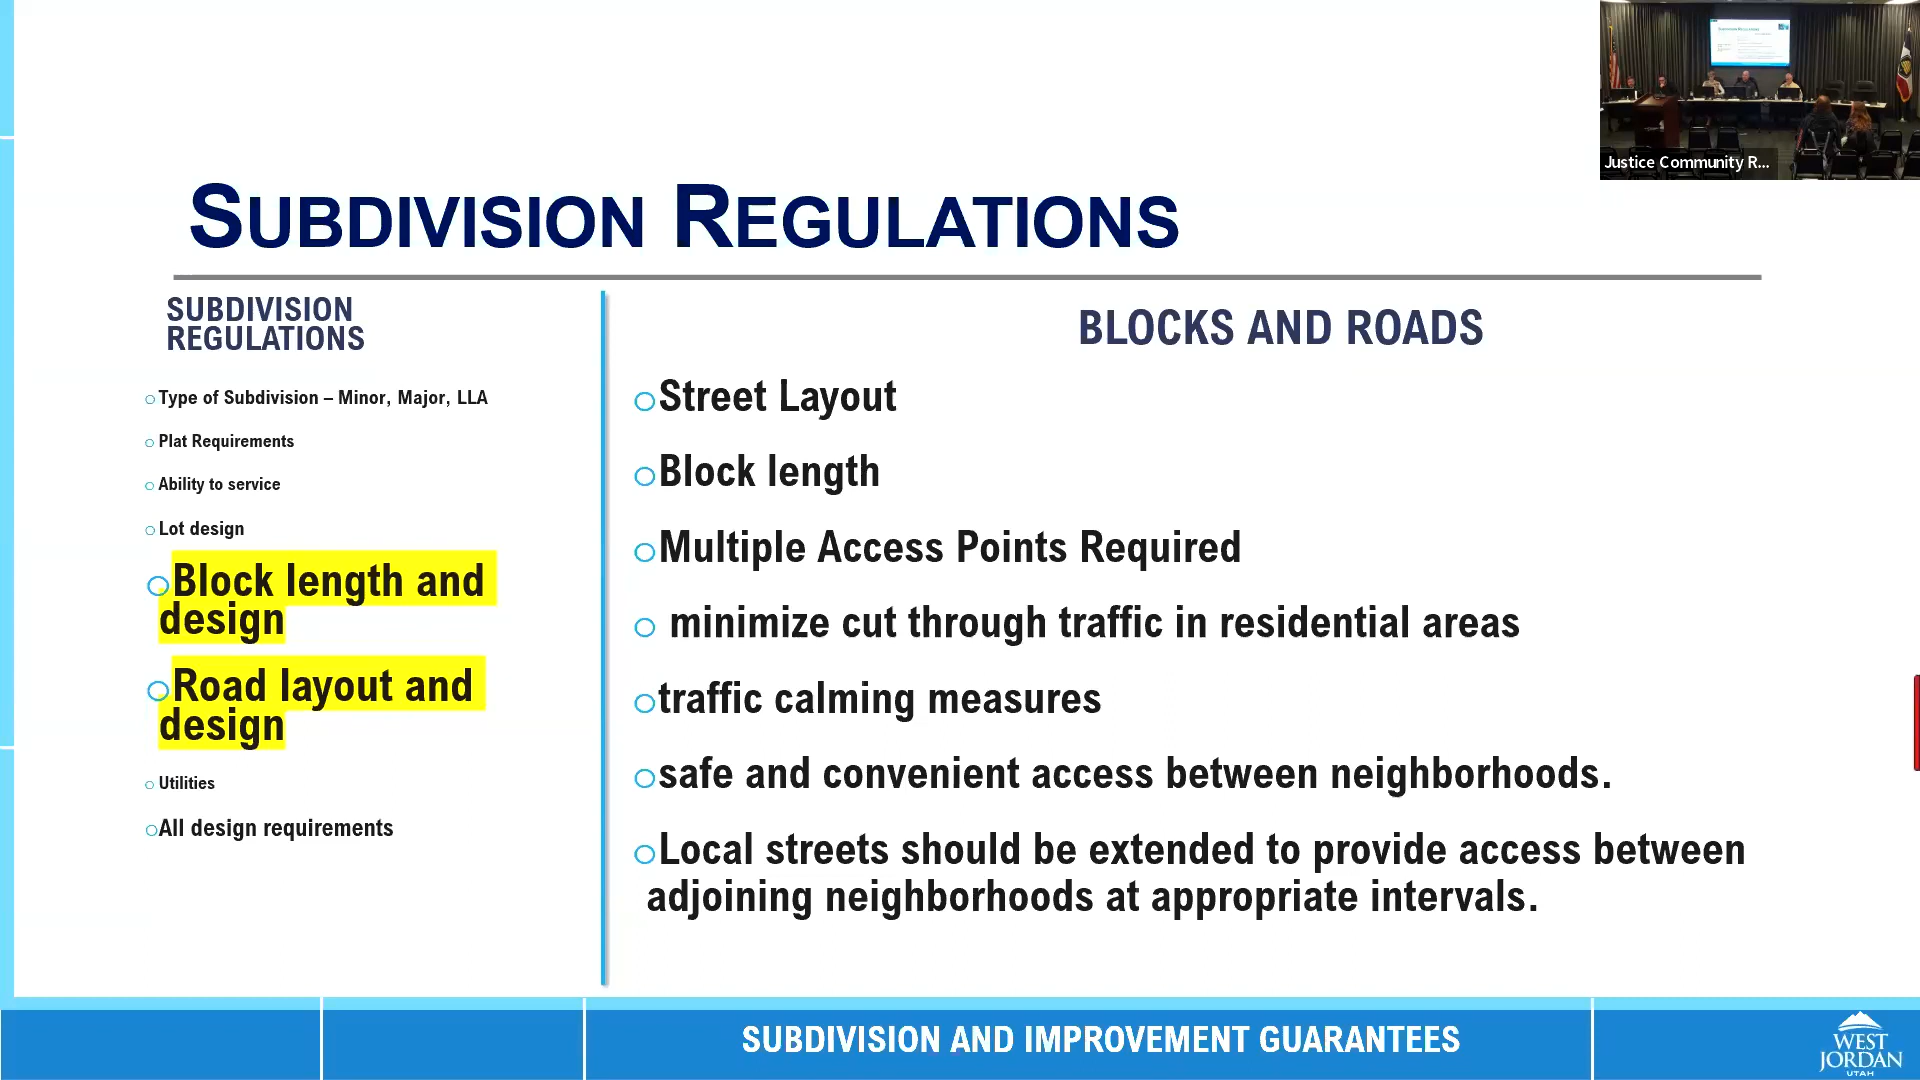 Justice Community R...
SUBDIVISION REGULATIONS
SUBDIVISION
REGULATIONS
Type of Subdivision – Minor, Major, LLA
Plat Requirements
Ability to service
Lot design
Block length and
design
Road layout and
design
Utilities
All design requirements
BLOCKS AND ROADS
Street Layout
Block length
Multiple Access Points Required
minimize cut through traffic in residential areas
traffic calming measures
safe and convenient access between neighborhoods.
Local streets should be extended to provide access between
adjoining neighborhoods at appropriate intervals.
SUBDIVISION AND IMPROVEMENT GUARANTEES
WEST
JORDAN
UTAH